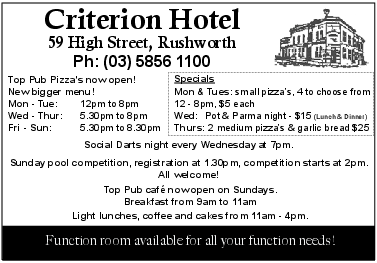 Criterion Hotel
59 High Street, Rushworth
Ph: (03) 5856 1100
Top Pub Pizza's now open!
New bigger menu!
Mon - Tue: 12pm to 8pm
Wed - Thur: 5.30pm to 8pm
Fri - Sun: 5.30pm to 8.30pm
Specials
Mon & Tues: small pizza's, 4 to choose from
12 - 8pm, $5 each
Wed: Pot & Parma night - $15 (Lunch & Dinner)
Thurs: 2 medium pizza's & garlic bread $25
Social Darts night every Wednesday at 7pm.
Sunday pool competition, registration at 1.30pm, competition starts at 2pm.
All welcome!
Top Pub café now open on Sundays.
Breakfast from 9am to 11am
Light lunches, coffee and cakes from 11am - 4pm.
Function room available for all your function needs!